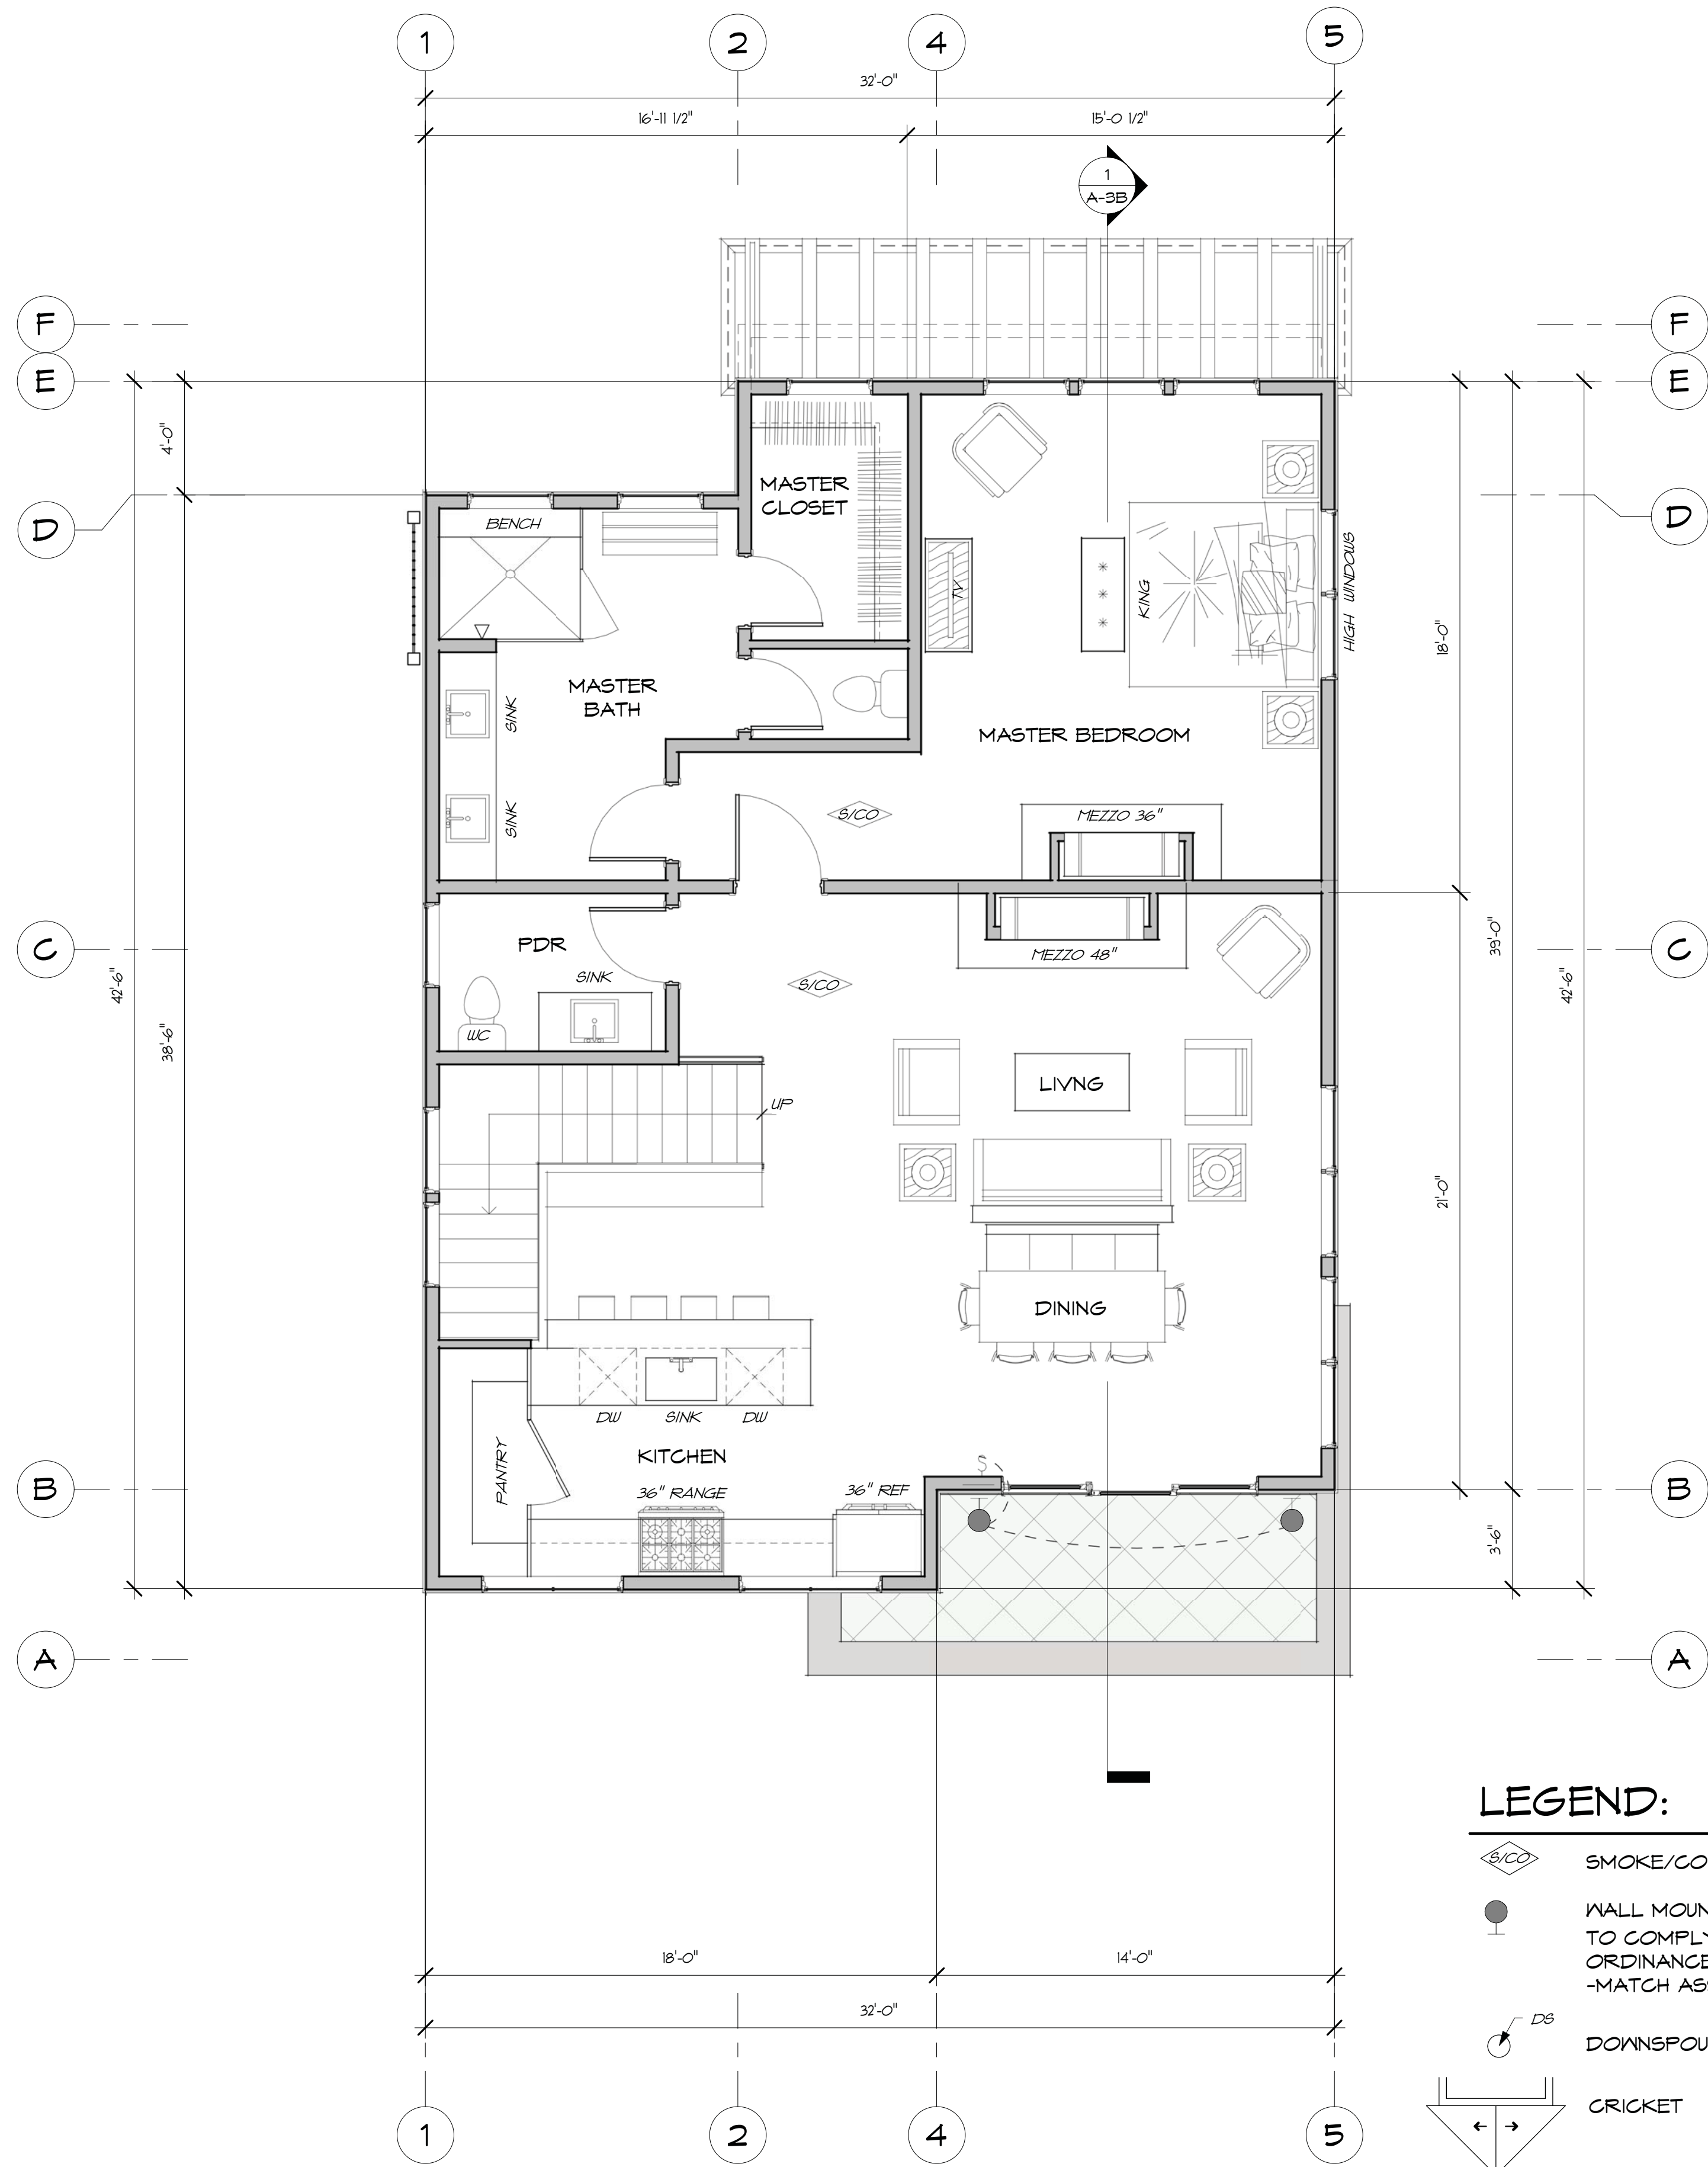 1
2
4
5
32'-0"
16'-11 1/2"
15'-0 1/2"
1
A-3B
F
F
E
E
4'-0"
MASTER
CLOSET
D
D
BENCH
HIGH WINDOWS
TV
KING
18'-0"
MASTER
BATH
SINK
MASTER BEDROOM
SINK
S/CO
MEZZO 36"
C
C
42'-6"
38'-6"
PDR
SINK
WC
S/CO
MEZZO 48"
39'-0"
42'-6"
UP
LIVNG
21'-0"
DINING
DW
SINK
DW
KITCHEN
PANTRY
36" RANGE
36" REF
S
B
B
3'-6"
A
A
18'-0"
14'-0"
32'-0"
1
2
4
5
LEGEND:
S/CO
SMOKE/CO
WALL MOUN
TO COMPLY
ORDINANCE
-MATCH AS
DS
DOWNSPOU
CRICKET